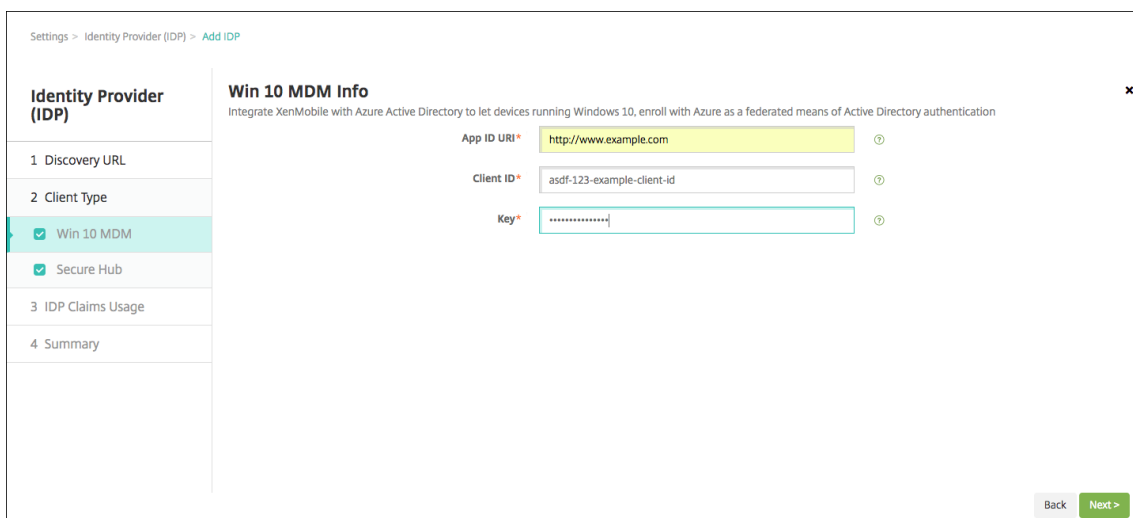 Settings > Identity Provider (IDP) > Add IDP
Identity Provider
(IDP)
1 Discovery URL
2 Client Type
Win 10 MDM
Secure Hub
3 IDP Claims Usage
4 Summary
Win 10 MDM Info
Integrate XenMobile with Azure Active Directory to let devices running Windows 10, enroll with Azure as a federated means of Active Directory authentication
App ID URI* http://www.example.com ?
Client ID* asdf-123-example-client-id ?
Key* ••••••••••••••• ?
Back Next >